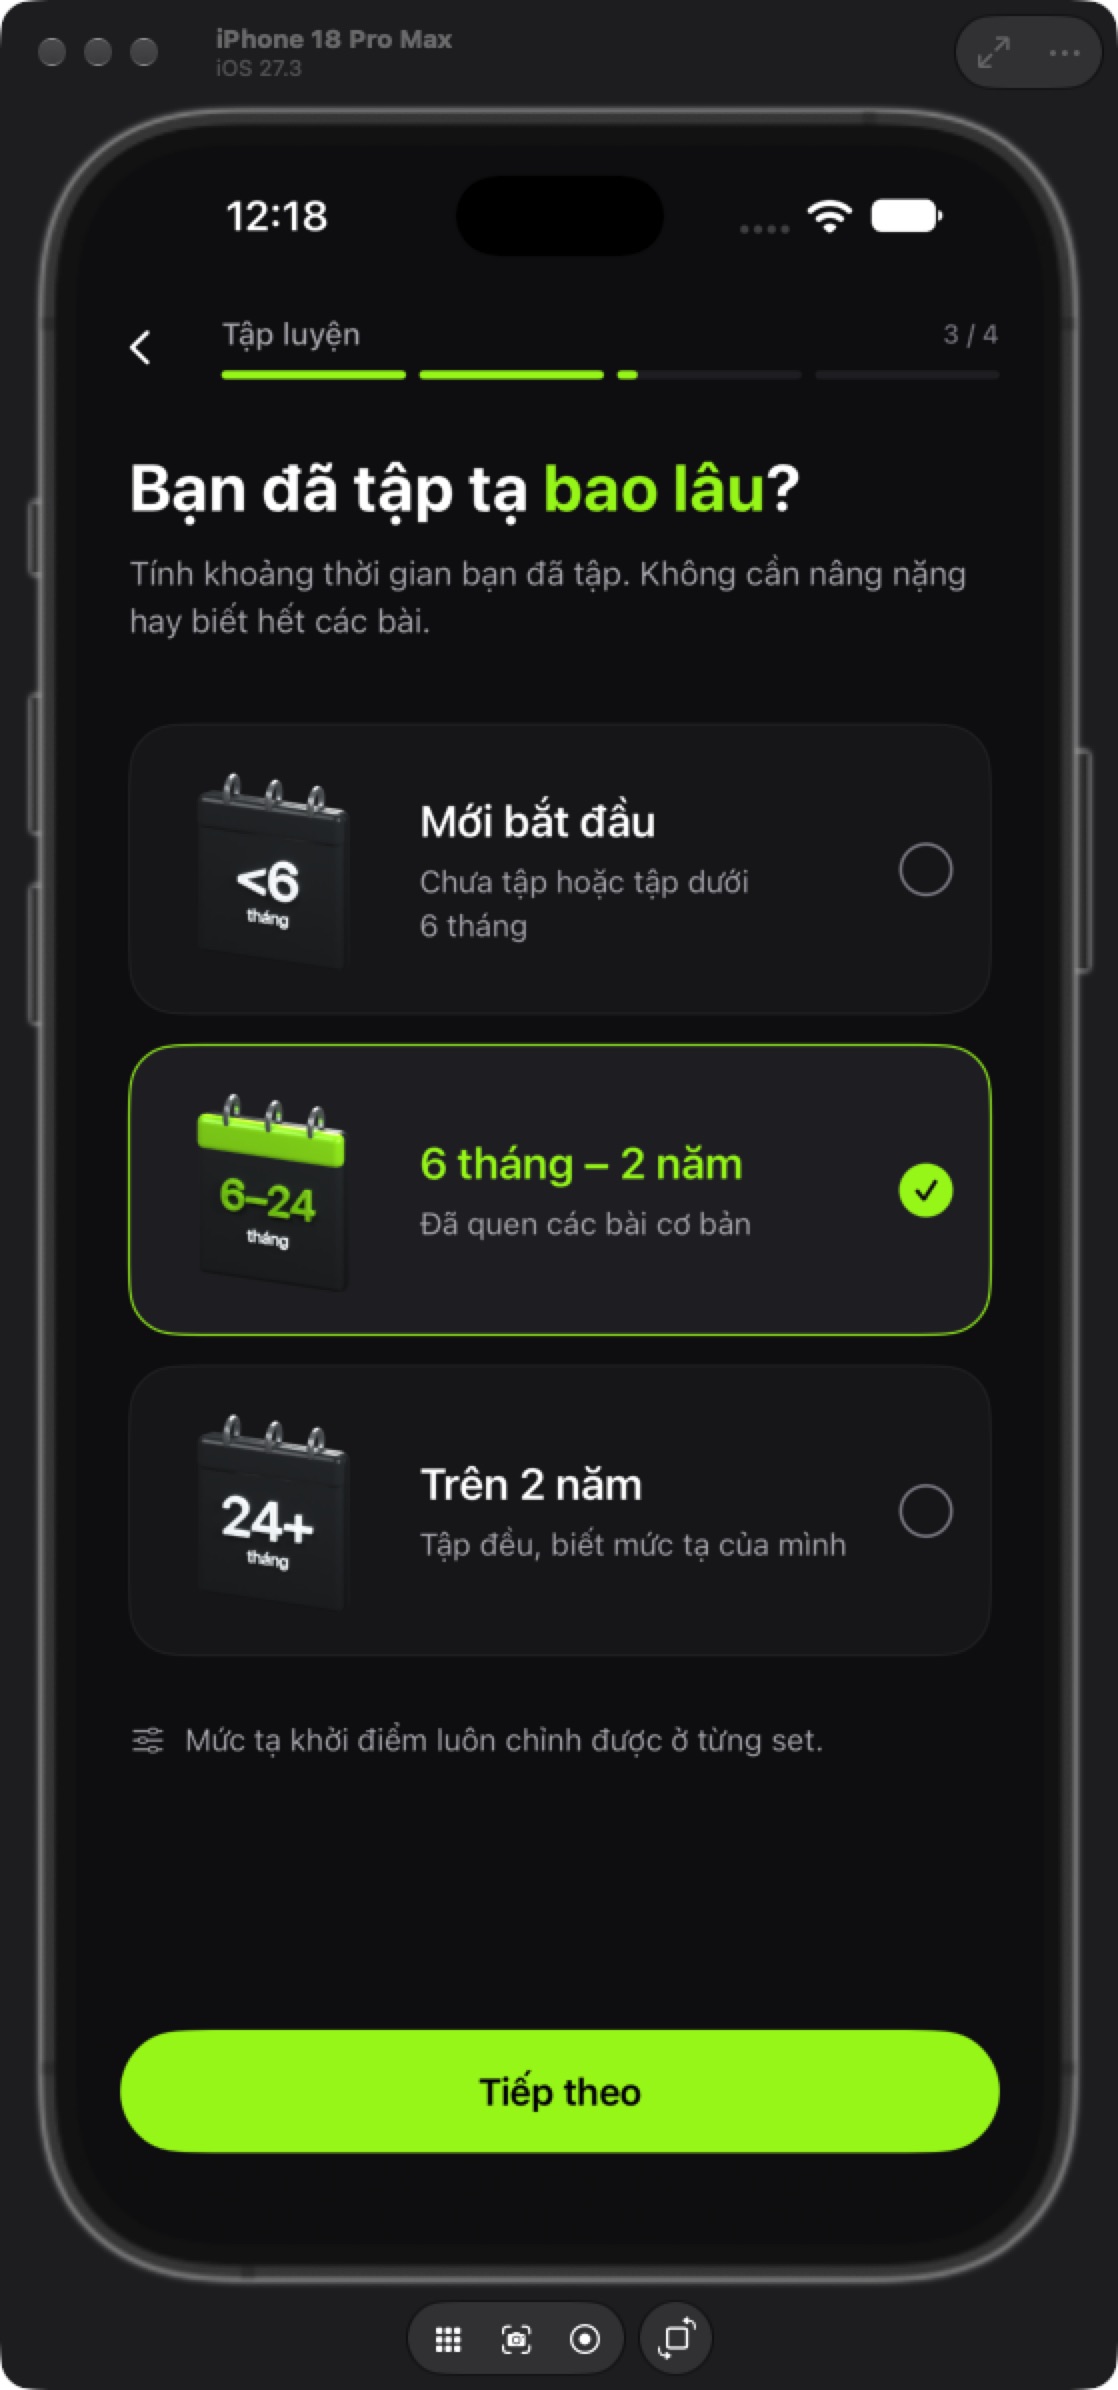 iPhone 18 Pro Max
iOS 27.3
12:18
Tập luyện
3 / 4
Bạn đã tập tạ bao lâu?
Tính khoảng thời gian bạn đã tập. Không cần nâng nặng
hay biết hết các bài.
<6
tháng
Mới bắt đầu
Chưa tập hoặc tập dưới
6 tháng
6–24
tháng
6 tháng – 2 năm
Đã quen các bài cơ bản
24+
tháng
Trên 2 năm
Tập đều, biết mức tạ của mình
Mức tạ khởi điểm luôn chỉnh được ở từng set.
Tiếp theo